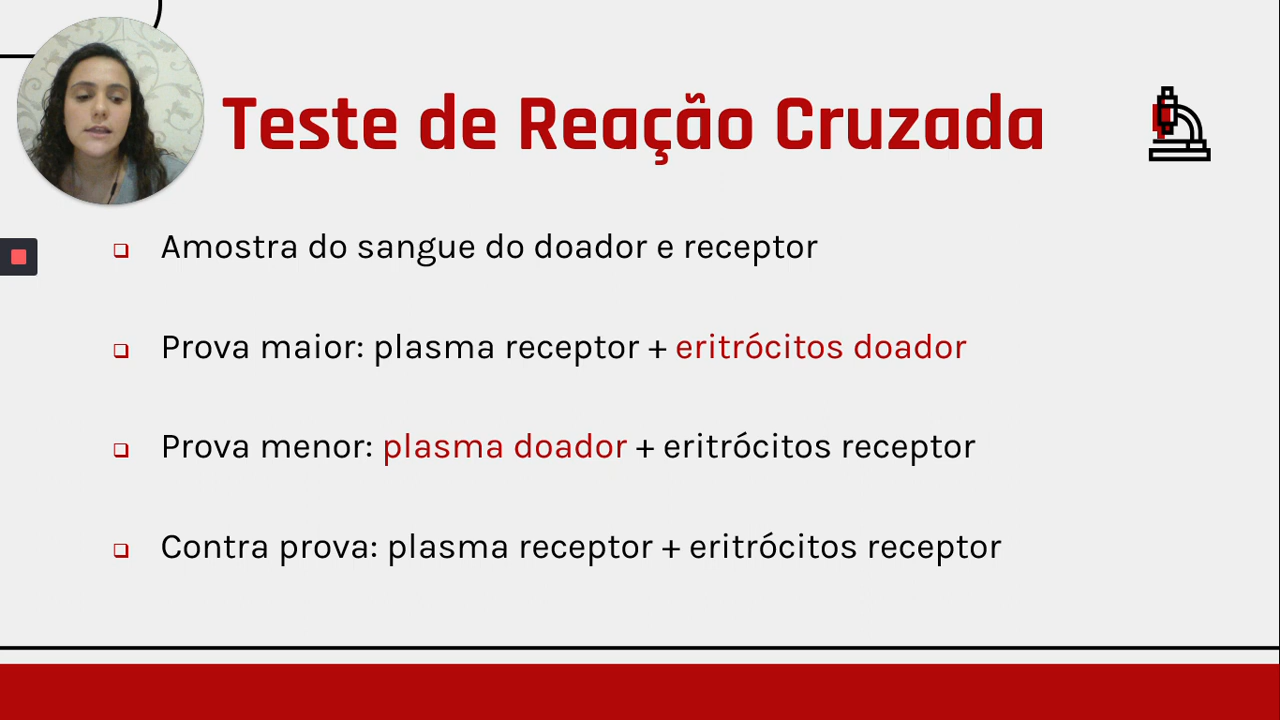 Teste de Reação Cruzada
Amostra do sangue do doador e receptor
Prova maior: plasma receptor + eritrócitos doador
Prova menor: plasma doador + eritrócitos receptor
Contra prova: plasma receptor + eritrócitos receptor